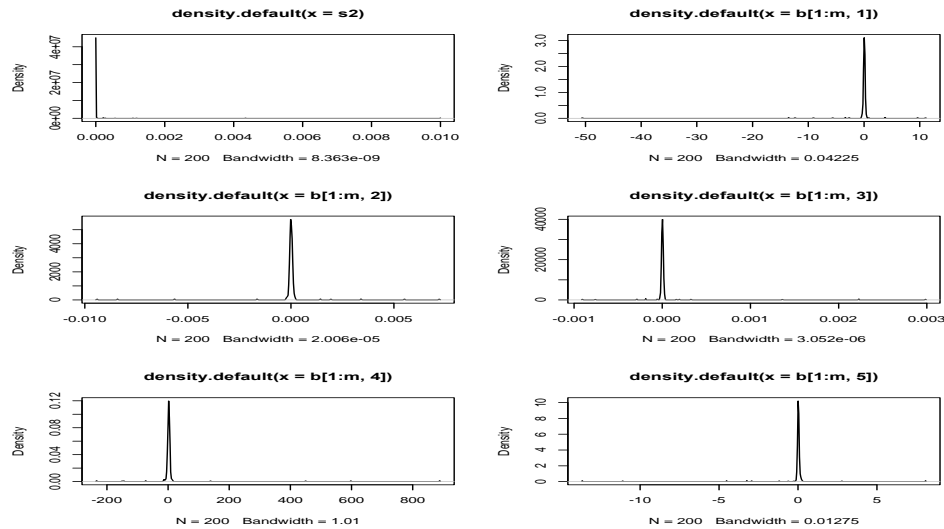 density.default(x = s2)
Density
0e+00 2e+07 4e+07
0.000 0.002 0.004 0.006 0.008 0.010
N = 200 Bandwidth = 8.363e-09
density.default(x = b[1:m, 1])
Density
0.0 1.0 2.0 3.0
-50 -40 -30 -20 -10 0 10
N = 200 Bandwidth = 0.04225
density.default(x = b[1:m, 2])
Density
0 2000 4000
-0.010 -0.005 0.000 0.005
N = 200 Bandwidth = 2.006e-05
density.default(x = b[1:m, 3])
Density
0 20000 40000
-0.001 0.000 0.001 0.002 0.003
N = 200 Bandwidth = 3.052e-06
density.default(x = b[1:m, 4])
Density
0.00 0.04 0.08 0.12
-200 0 200 400 600 800
N = 200 Bandwidth = 1.01
density.default(x = b[1:m, 5])
Density
0 2 4 6 8 10
-10 -5 0 5
N = 200 Bandwidth = 0.01275